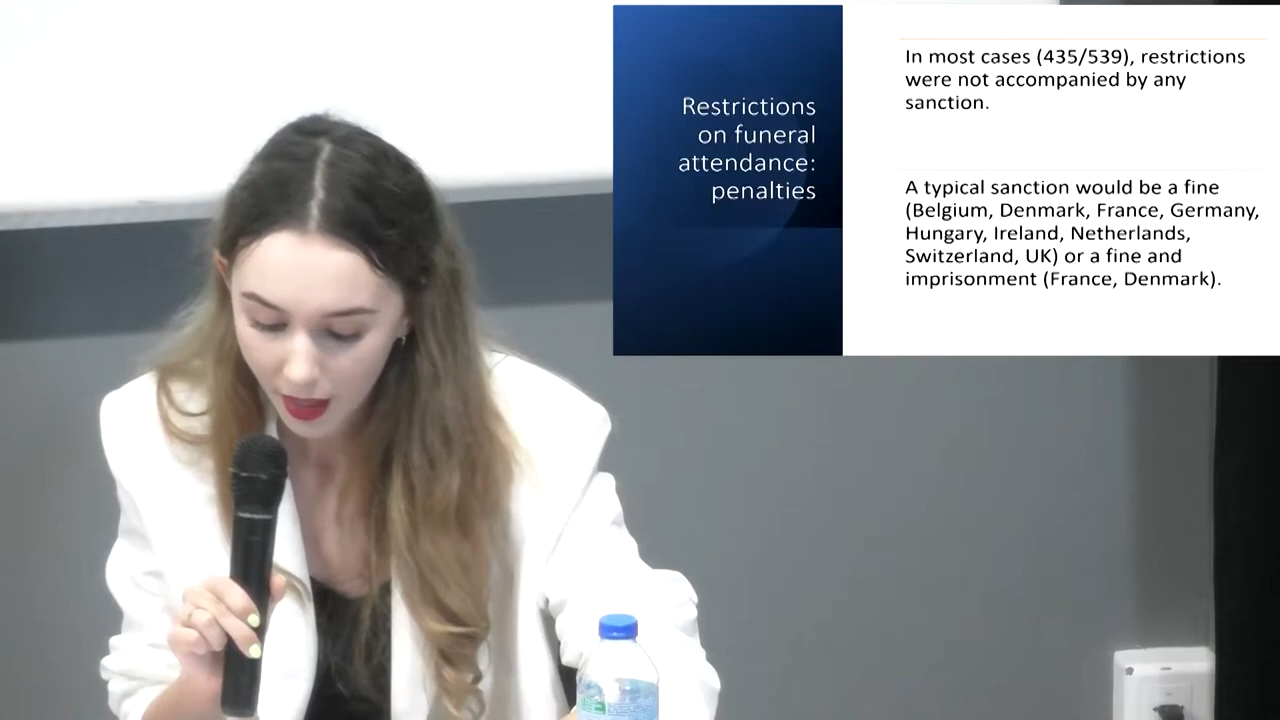 Restrictions
on funeral
attendance:
penalties
In most cases (435/539), restrictions
were not accompanied by any
sanction.
A typical sanction would be a fine
(Belgium, Denmark, France, Germany,
Hungary, Ireland, Netherlands,
Switzerland, UK) or a fine and
imprisonment (France, Denmark).